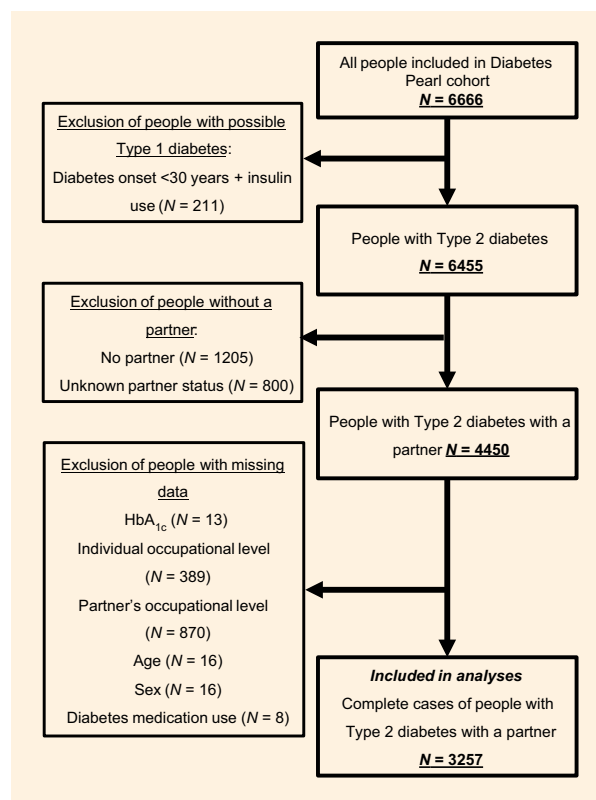 All people included in Diabetes
Pearl cohort
N = 6666
Exclusion of people with possible
Type 1 diabetes:
Diabetes onset <30 years + insulin
use (N = 211)
People with Type 2 diabetes
N = 6455
Exclusion of people without a
partner:
No partner (N = 1205)
Unknown partner status (N = 800)
People with Type 2 diabetes with a
partner N = 4450
Exclusion of people with missing
data
HbA1c (N = 13)
Individual occupational level
(N = 389)
Partner's occupational level
(N = 870)
Age (N = 16)
Sex (N = 16)
Diabetes medication use (N = 8)
Included in analyses
Complete cases of people with
Type 2 diabetes with a partner
N = 3257